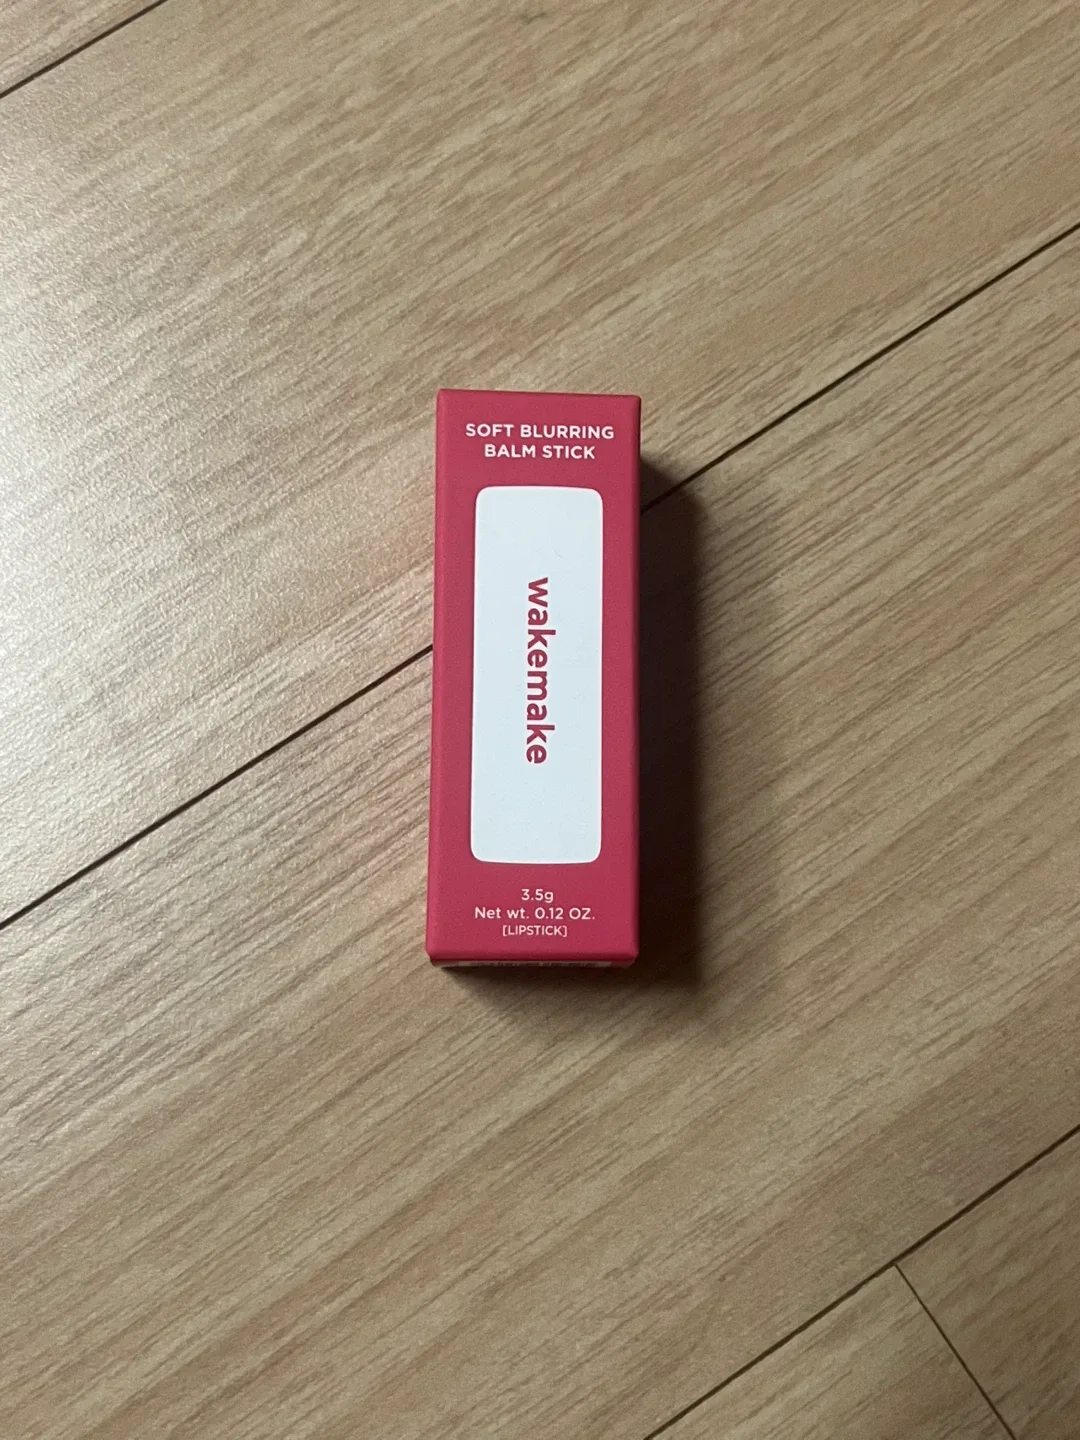 SOFT BLURRING
BALM STICK
wakemake
3.5g
Net wt. 0.12 OZ.
[LIPSTICK]